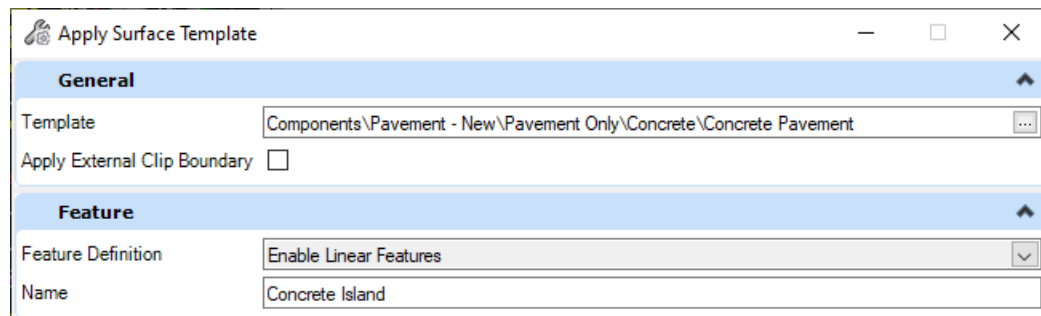 Apply Surface Template
General
Template Components\Pavement - New\Pavement Only\Concrete\Concrete Pavement ...
Apply External Clip Boundary
Feature
Feature Definition Enable Linear Features
Name Concrete Island